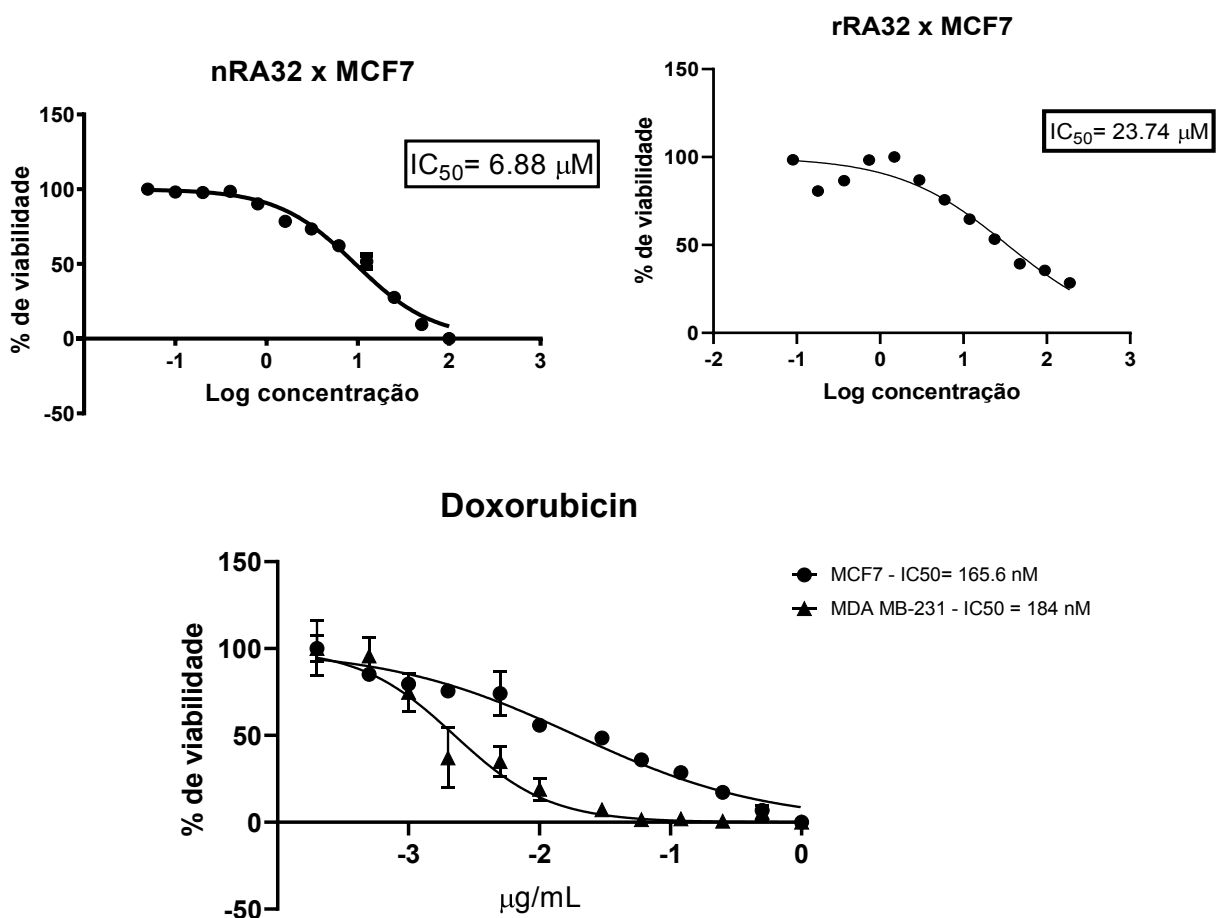 nRA32 x MCF7
% de viabilidade
150
100
50
0
-50
-1
0
1
2
3
Log concentração
IC50= 6.88 μM
rRA32 x MCF7
% de viabilidade
150
100
50
0
-2
-1
0
1
2
3
Log concentração
IC50= 23.74 μM
Doxorubicin
% de viabilidade
150
100
50
0
-50
-3
-2
-1
0
μg/mL
MCF7 - IC50= 165.6 nM
MDA MB-231 - IC50 = 184 nM